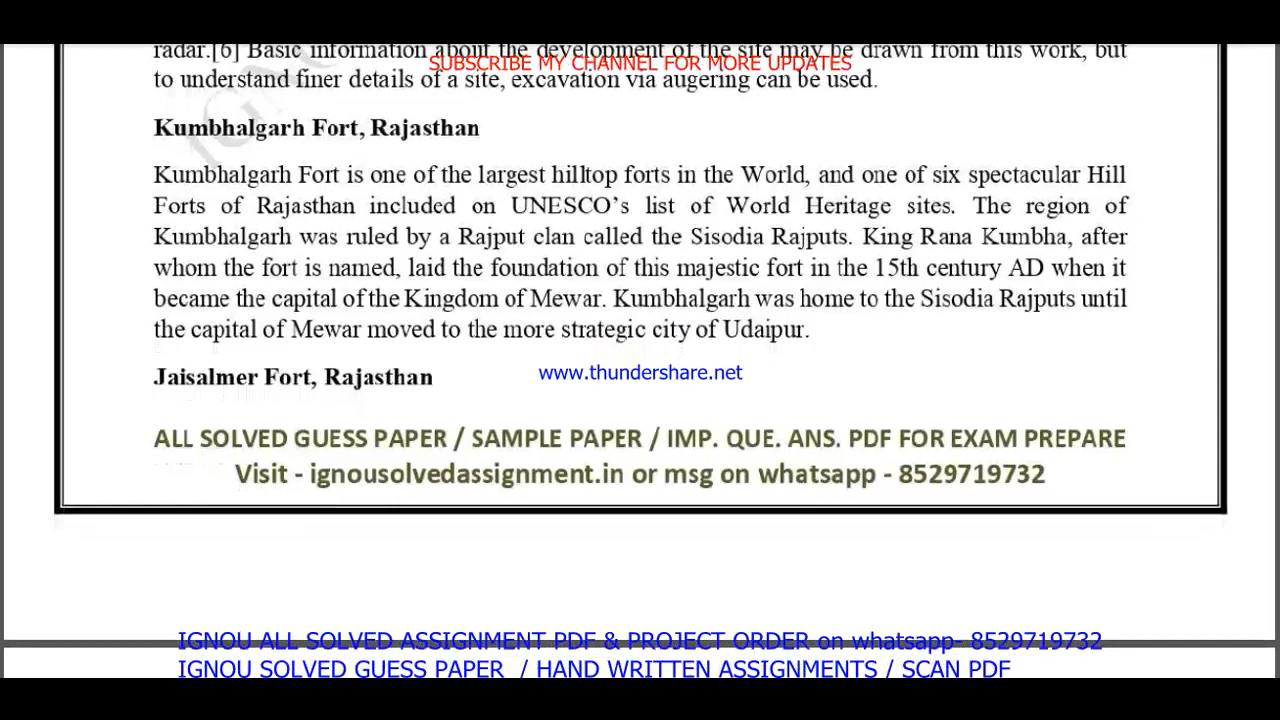 radar.[6] Basic information about the development of the site may be drawn from this work, but
SUBSCRIBE MY CHANNEL FOR MORE UPDATES
to understand finer details of a site, excavation via augering can be used.
Kumbhalgarh Fort, Rajasthan
Kumbhalgarh Fort is one of the largest hilltop forts in the World, and one of six spectacular Hill
Forts of Rajasthan included on UNESCO's list of World Heritage sites. The region of
Kumbhalgarh was ruled by a Rajput clan called the Sisodia Rajputs. King Rana Kumbha, after
whom the fort is named, laid the foundation of this majestic fort in the 15th century AD when it
became the capital of the Kingdom of Mewar. Kumbhalgarh was home to the Sisodia Rajputs until
the capital of Mewar moved to the more strategic city of Udaipur.
www.thundershare.net
Jaisalmer Fort, Rajasthan
ALL SOLVED GUESS PAPER / SAMPLE PAPER / IMP. QUE. ANS. PDF FOR EXAM PREPARE
Visit - ignousolvedassignment.in or msg on whatsapp - 8529719732
IGNOU ALL SOLVED ASSIGNMENT PDF & PROJECT ORDER on whatsapp- 8529719732
IGNOU SOLVED GUESS PAPER / HAND WRITTEN ASSIGNMENTS / SCAN PDF